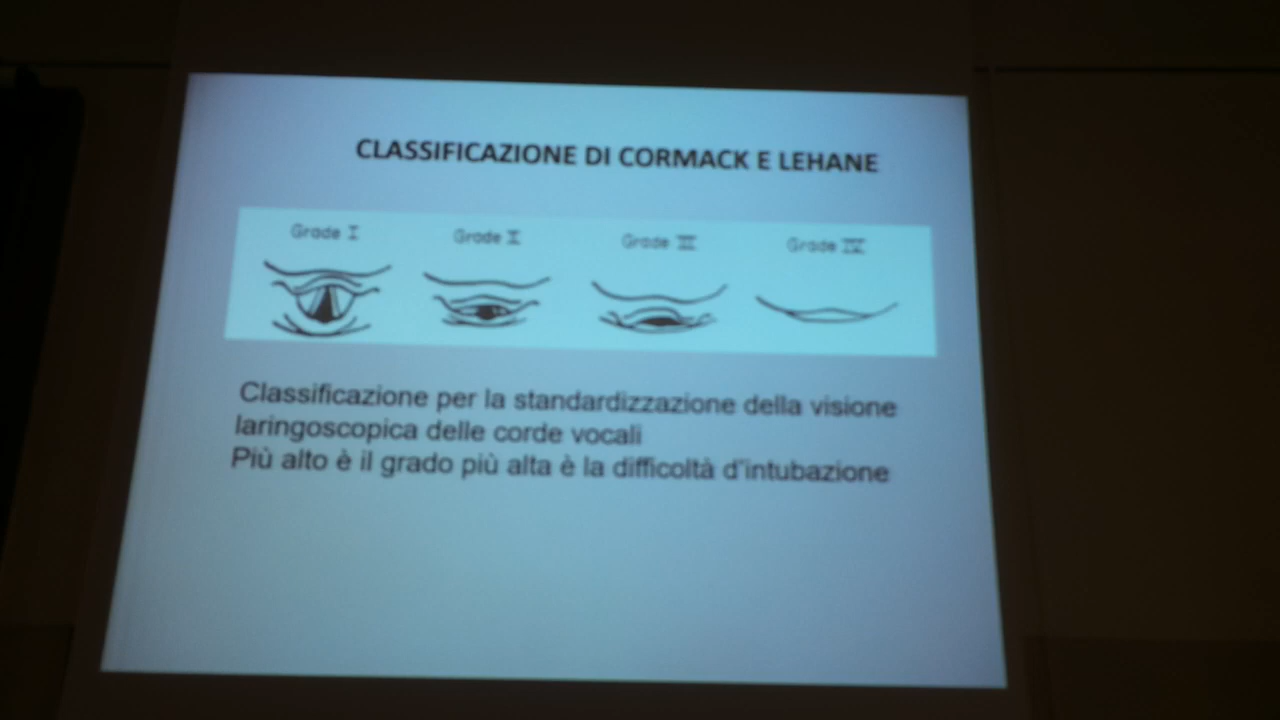 CLASSIFICAZIONE DI CORMACK E LEHANE
Grade I Grade II Grade III Grade IV
Classificazione per la standardizzazione della visione
laringoscopica delle corde vocali
Più alto è il grado più alta è la difficoltà d'intubazione